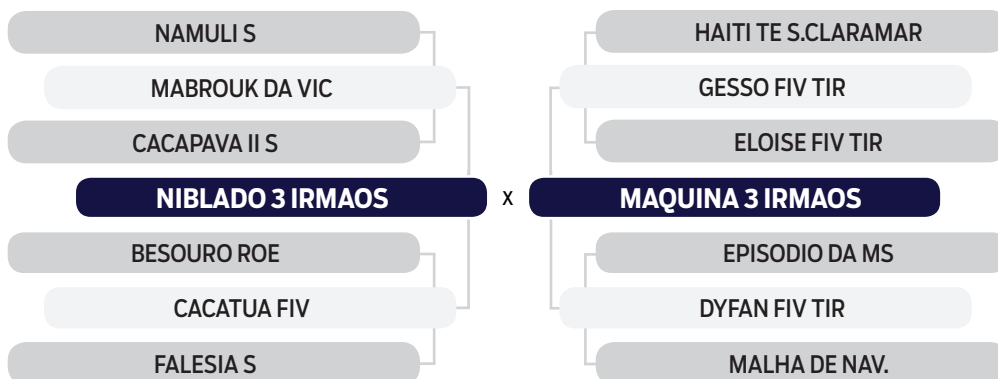 NAMULI S
HAITI TE S.CLARAMAR
MABROUK DA VIC
GESSO FIV TIR
CACAPAVA II S
ELOISE FIV TIR
NIBLADO 3 IRMAOS x MAQUINA 3 IRMAOS
BESOURO ROE
EPISODIO DA MS
CACATUA FIV
DYFAN FIV TIR
FALESIA S
MALHA DE NAV.